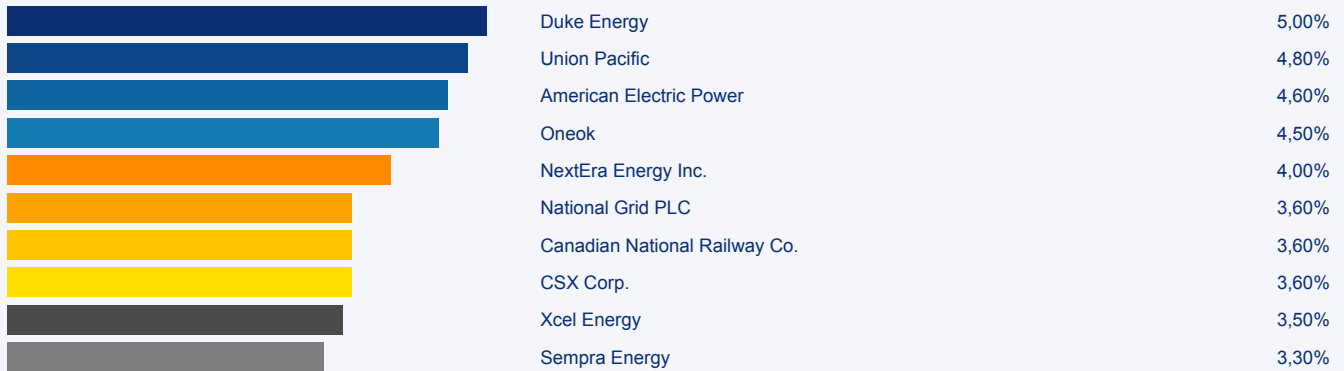 Duke Energy 5,00%
Union Pacific 4,80%
American Electric Power 4,60%
Oneok 4,50%
NextEra Energy Inc. 4,00%
National Grid PLC 3,60%
Canadian National Railway Co. 3,60%
CSX Corp. 3,60%
Xcel Energy 3,50%
Sempra Energy 3,30%